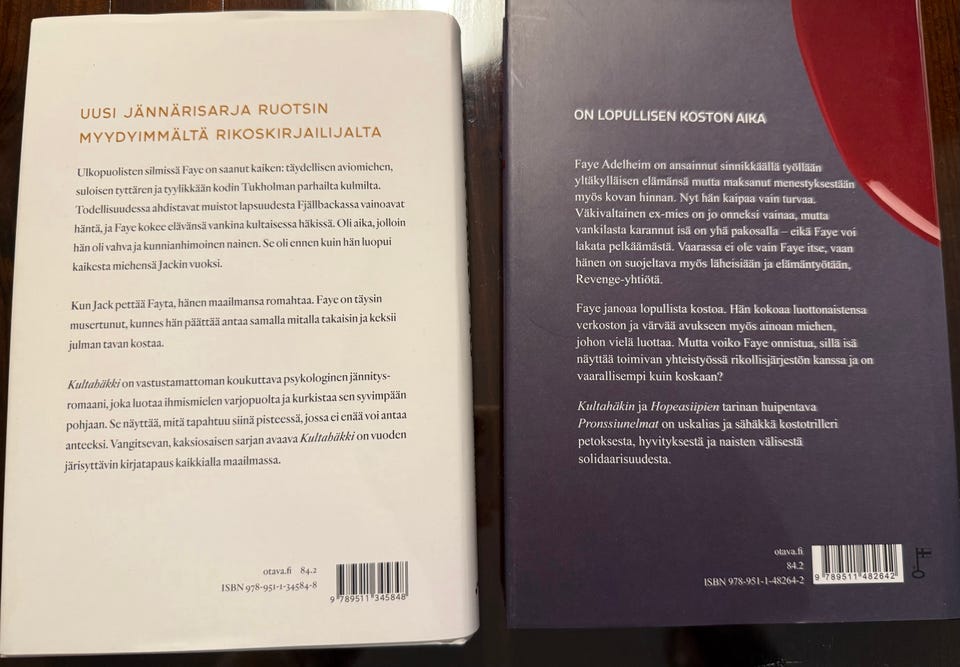 UUSI JÄNNÄRISARJA RUOTSIN
MYYDYIMMÄLTÄ RIKOSKIRJAILIJALTA
Ulkopuolisten silmissä Faye on saanut kaiken: täydellisen aviomiehen,
suloisen tyttären ja tyylikkään kodin Tukholman parhailta kulmilta.
Todellisuudessa ahdistavat muistot lapsuudesta Fjällbackassa vainoavat
häntä, ja Faye kokee elävänsä vankina kultaisessa häkissä. Oli aika, jolloin
hän oli vahva ja kunnianhimoinen nainen. Se oli ennen kuin hän luopui
kaikesta miehensä Jackin vuoksi.
Kun Jack pettää Fayta, hänen maailmansa romahtaa. Faye on täysin
musertunut, kunnes hän päättää antaa samalla mitalla takaisin ja keksii
julman tavan kostaa.
Kultahäkki on vastustamattoman koukuttava psykologinen jännitys-
romaani, joka luotaa ihmismielen varjopuolta ja kurkistaa sen syvimpään
pohjaan. Se näyttää, mitä tapahtuu siinä pisteessä, jossa ei enää voi antaa
anteeksi. Vangitsevan, kaksiosaisen sarjan avaava Kultahäkki on vuoden
järisyttävin kirjatapaus kaikkialla maailmassa.
otava.fi 84.2
ISBN 978-951-1-34584-8
9 789511 345848
ON LOPULLISEN KOSTON AIKA
Faye Adelheim on ansainnut sinnikkäällä työllään
yltäkylläisen elämänsä mutta maksanut menestyksestään
myös kovan hinnan. Nyt hän kaipaa vain turvaa.
Väkivaltainen ex-mies on jo onneksi vainaa, mutta
vankilasta karannut isä on yhä pakosalla – eikä Faye voi
lakata pelkäämästä. Vaarassa ei ole vain Faye itse, vaan
hänen on suojeltava myös läheisiään ja elämäntyötään,
Revenge-yhtiötä.
Faye janoaa lopullista kostoa. Hän kokoaa luottonaistensa
verkoston ja värvää avukseen myös ainoan miehen,
johon vielä luottaa. Mutta voiko Faye onnistua, sillä isä
näyttää toimivan yhteistyössä rikollisjärjestön kanssa ja on
vaarallisempi kuin koskaan?
Kultahäkin ja Hopeasiipien tarinan huipentava
Pronssiunelmat on uskalias ja sähäkkä kostotrilleri
petoksesta, hyvityksestä ja naisten välisestä
solidaarisuudesta.
otava.fi
84.2
ISBN 978-951-1-48264-2
9 789511 482642